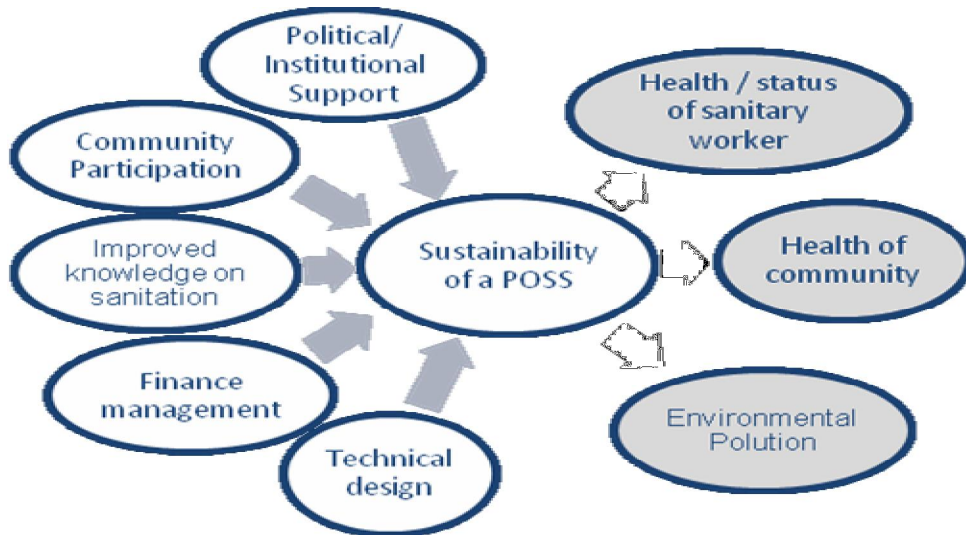 Political/
Institutional
Support
Community
Participation
Improved
knowledge on
sanitation
Finance
management
Technical
design
Sustainability
of a POSS
Health / status
of sanitary
worker
Health of
community
Environmental
Polution